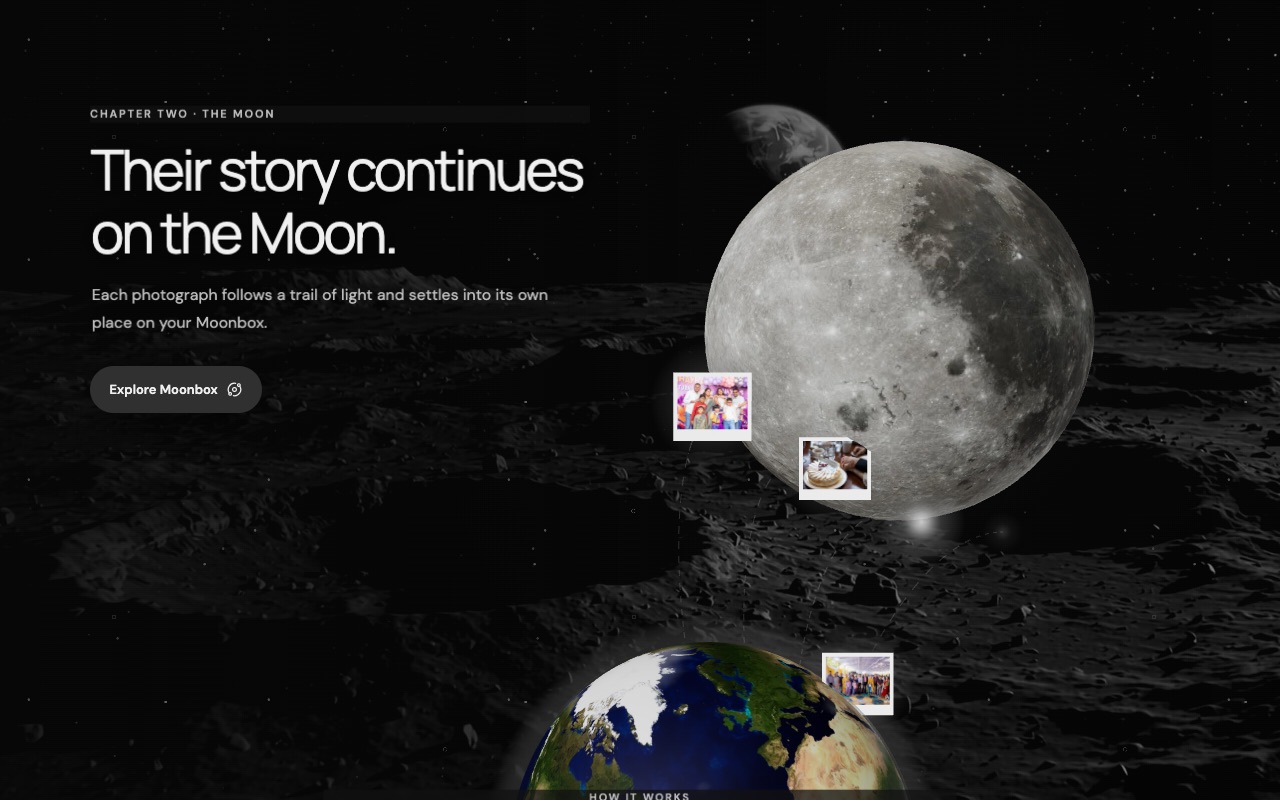 CHAPTER TWO · THE MOON
Their story continues
on the Moon.
Each photograph follows a trail of light and settles into its own
place on your Moonbox.
Explore Moonbox
HOW IT WORKS